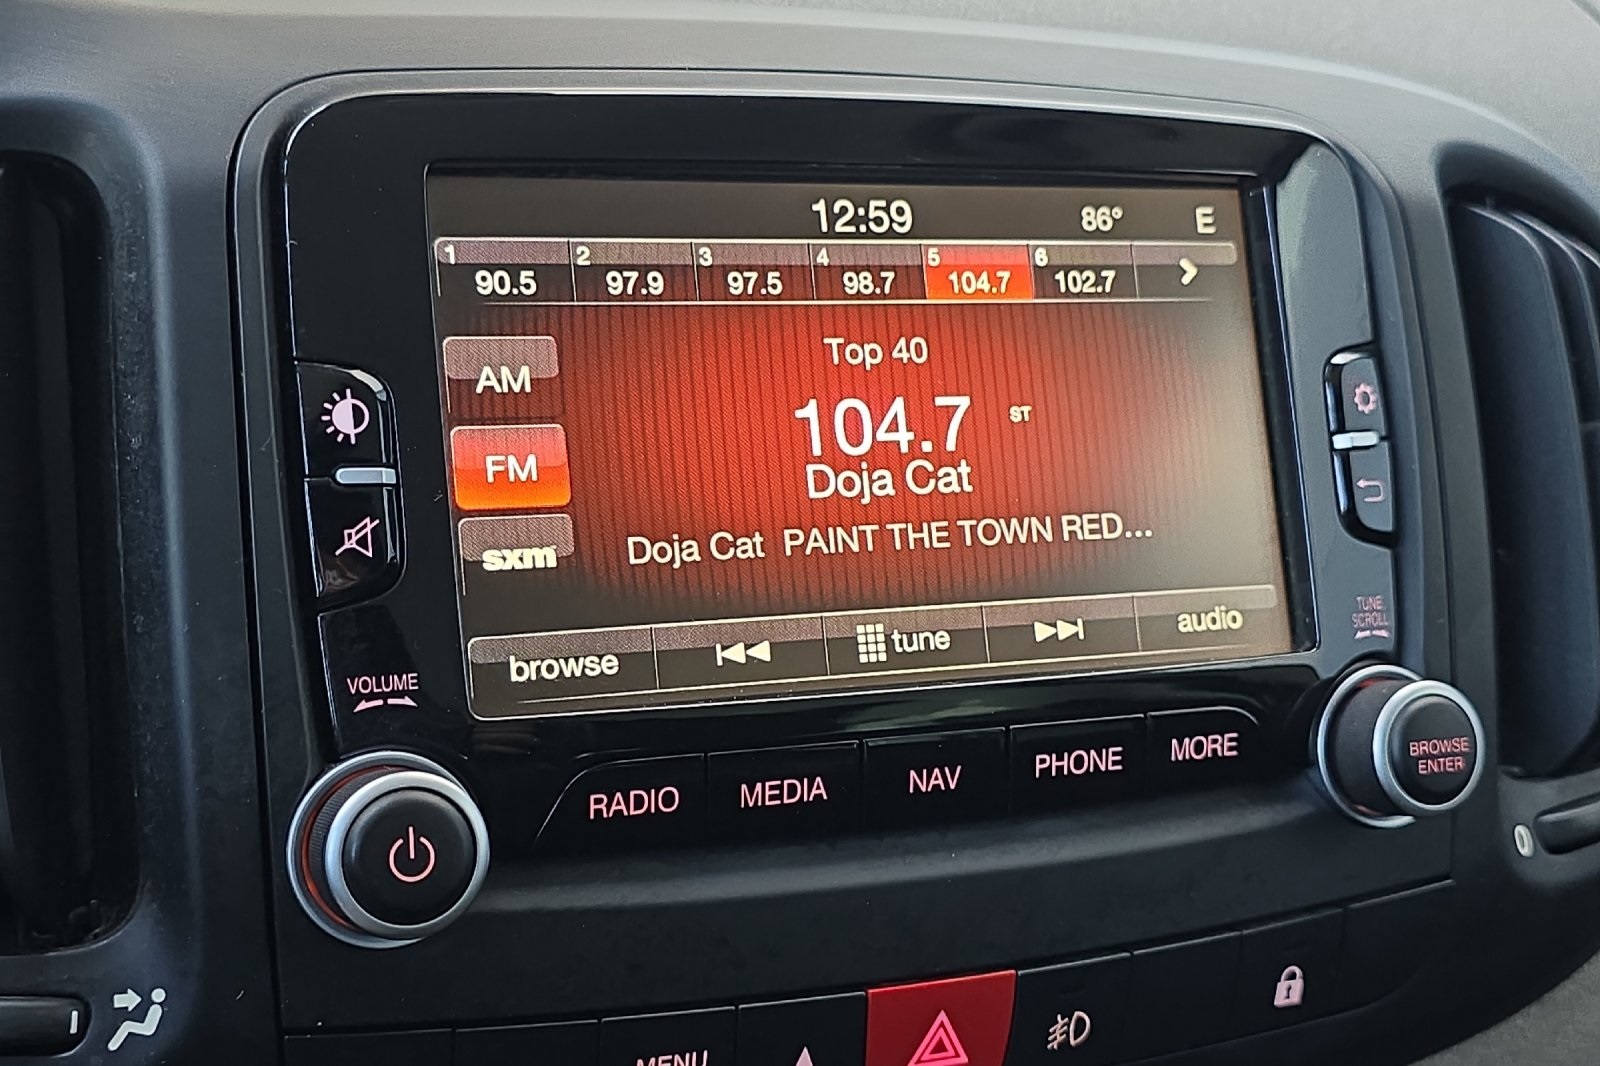 12:59 86° E
1 2 3 4 5 6
90.5 97.9 97.5 98.7 104.7 102.7
Top 40
AM
104.7 ST
FM
Doja Cat
Doja Cat PAINT THE TOWN RED...
sxm
browse tune audio
TUNE
SCROLL
VOLUME
RADIO MEDIA NAV PHONE MORE
BROWSE
ENTER
0
MENU